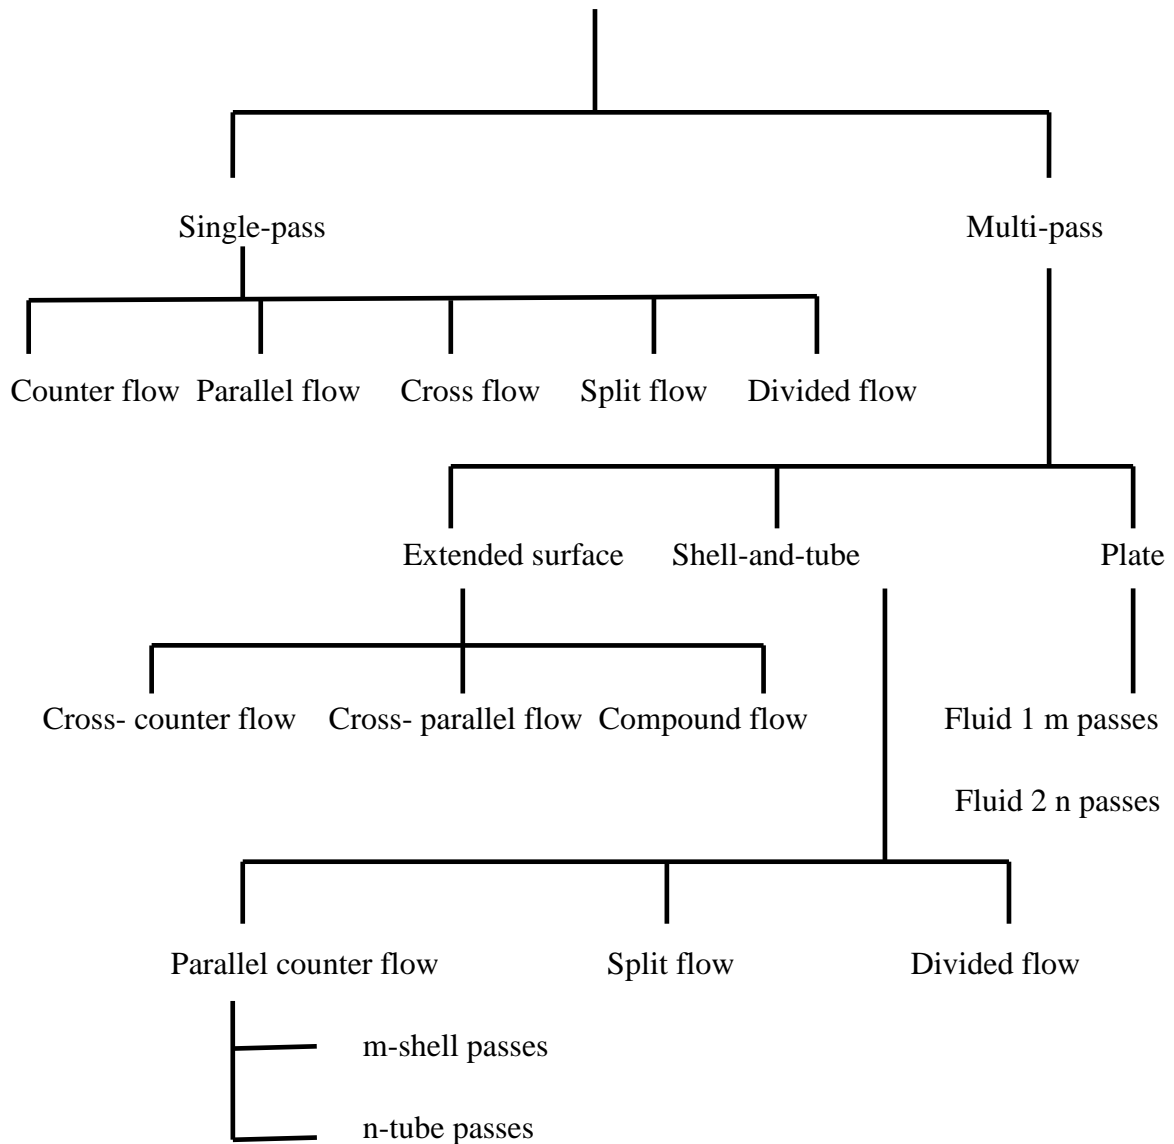 Single-pass
Multi-pass
Counter flow
Parallel flow
Cross flow
Split flow
Divided flow
Extended surface
Shell-and-tube
Plate
Cross- counter flow
Cross- parallel flow
Compound flow
Fluid 1 m passes
Fluid 2 n passes
Parallel counter flow
Split flow
Divided flow
m-shell passes
n-tube passes